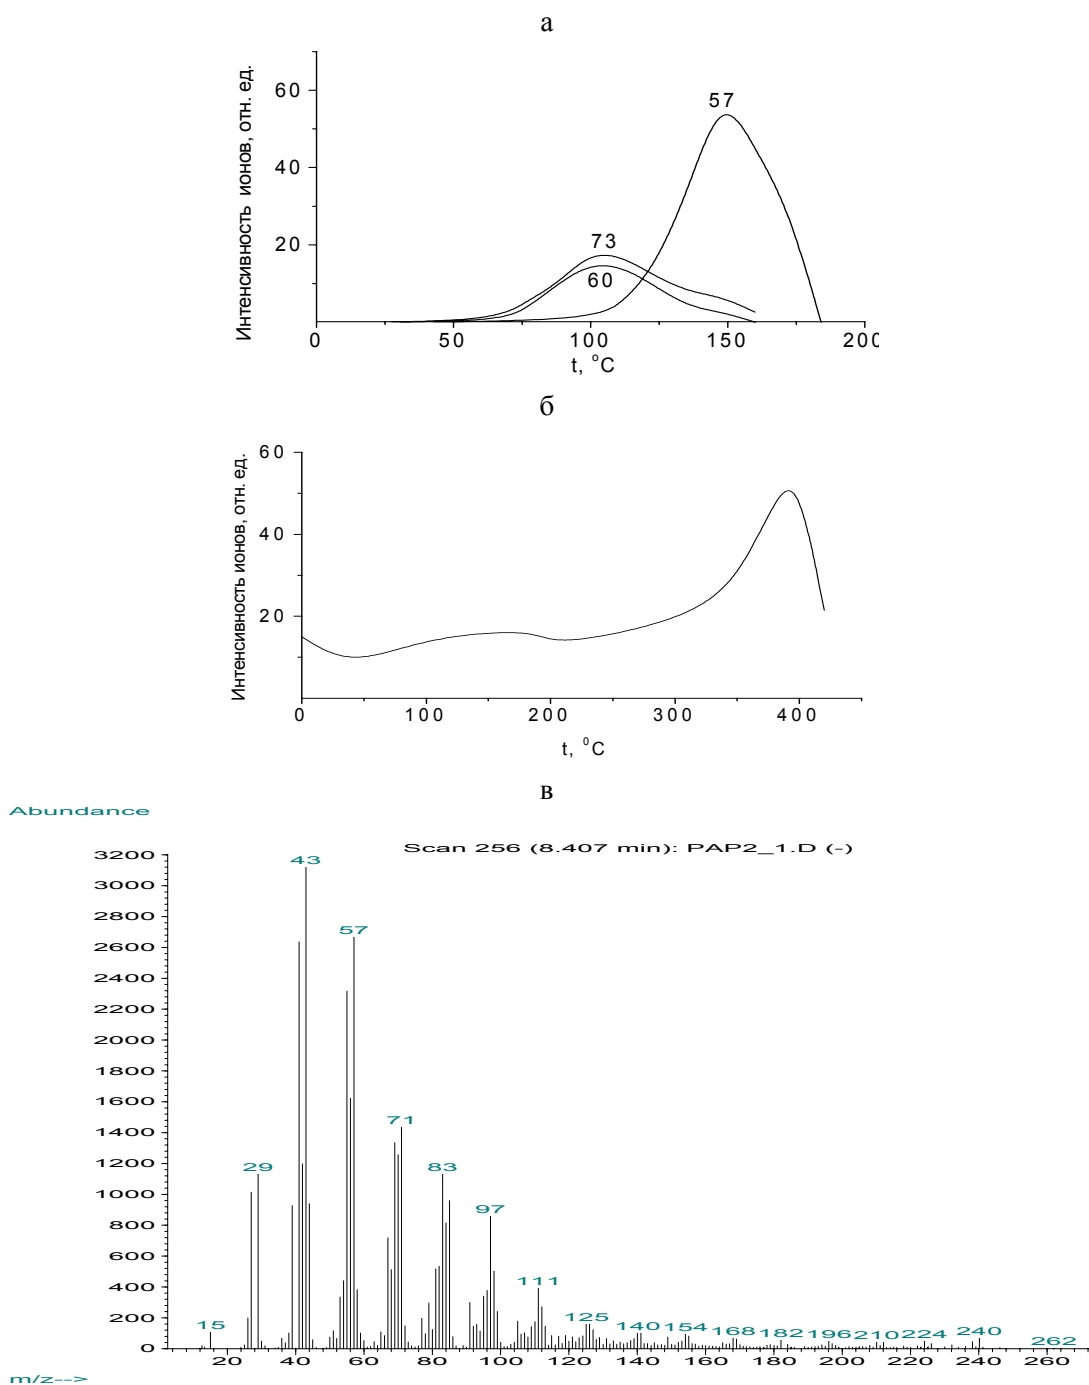 а
Интенсивность ионов, отн. ед.
60
40
20
57
73
60
0 50 100 150 200
t, °C
б
Интенсивность ионов, отн. ед.
60
40
20
0 100 200 300 400
t, °C
в
Abundance
Scan 256 (8.407 min): PAP2_1.D (-)
3200
3000
2800
2600
2400
2200
2000
1800
1600
1400
1200
1000
800
600
400
200
0
43
57
71
29
83
97
111
15
125
140 154 168 182 196 210 224 240 262
20 40 60 80 100 120 140 160 180 200 220 240 260
m/z-->